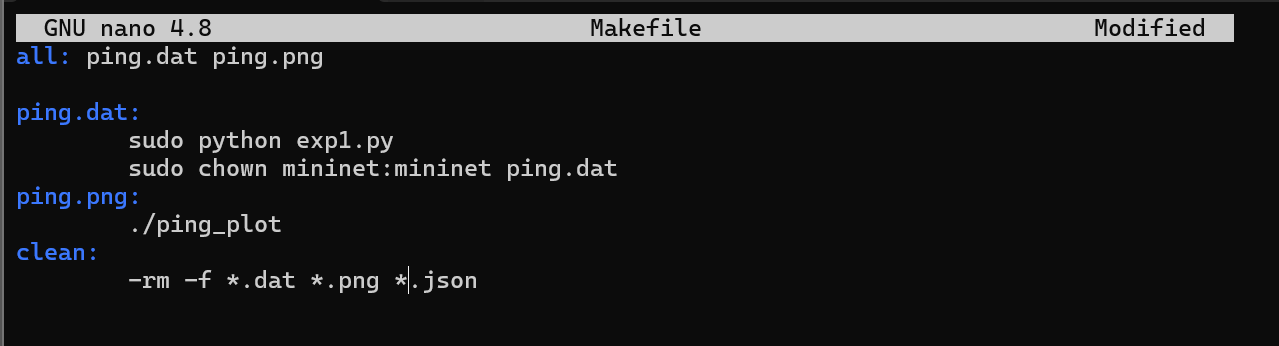 GNU nano 4.8 Makefile Modified
all: ping.dat ping.png
ping.dat:
sudo python exp1.py
sudo chown mininet:mininet ping.dat
ping.png:
./ping_plot
clean:
-rm -f *.dat *.png *.json